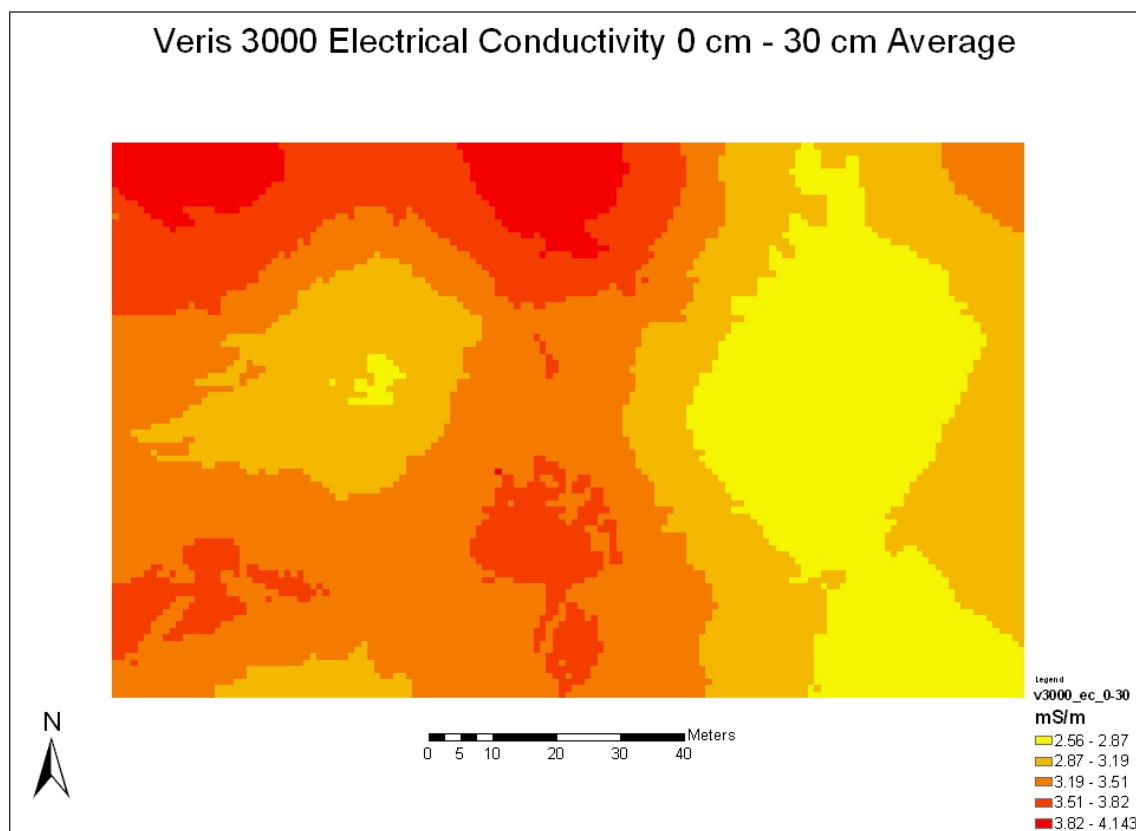 Veris 3000 Electrical Conductivity 0 cm - 30 cm Average
N
Meters
0 5 10 20 30 40
Legend
v3000_ec_0-30
mS/m
2.56 - 2.87
2.87 - 3.19
3.19 - 3.51
3.51 - 3.82
3.82 - 4.143